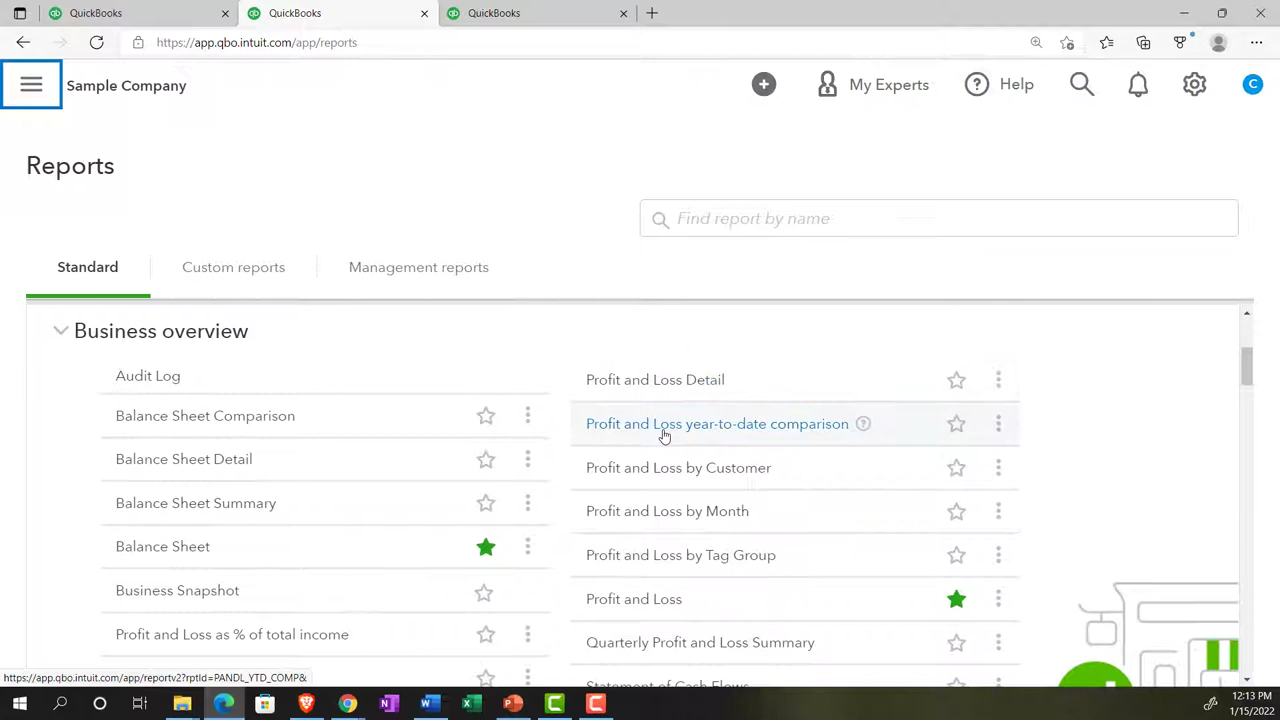 QuickBooks
QuickBooks
QuickBooks
https://app.qbo.intuit.com/app/reports
Sample Company
My Experts
Help
C
Reports
Find report by name
Standard
Custom reports
Management reports
Business overview
Audit Log
Balance Sheet Comparison
Balance Sheet Detail
Balance Sheet Summary
Balance Sheet
Business Snapshot
Profit and Loss as % of total income
Profit and Loss Detail
Profit and Loss year-to-date comparison
Profit and Loss by Customer
Profit and Loss by Month
Profit and Loss by Tag Group
Profit and Loss
Quarterly Profit and Loss Summary
Statement of Cash Flows
https://app.qbo.intuit.com/app/reportv2?rptId=PANDL_YTD_COMP&
12:13 PM
1/15/2022